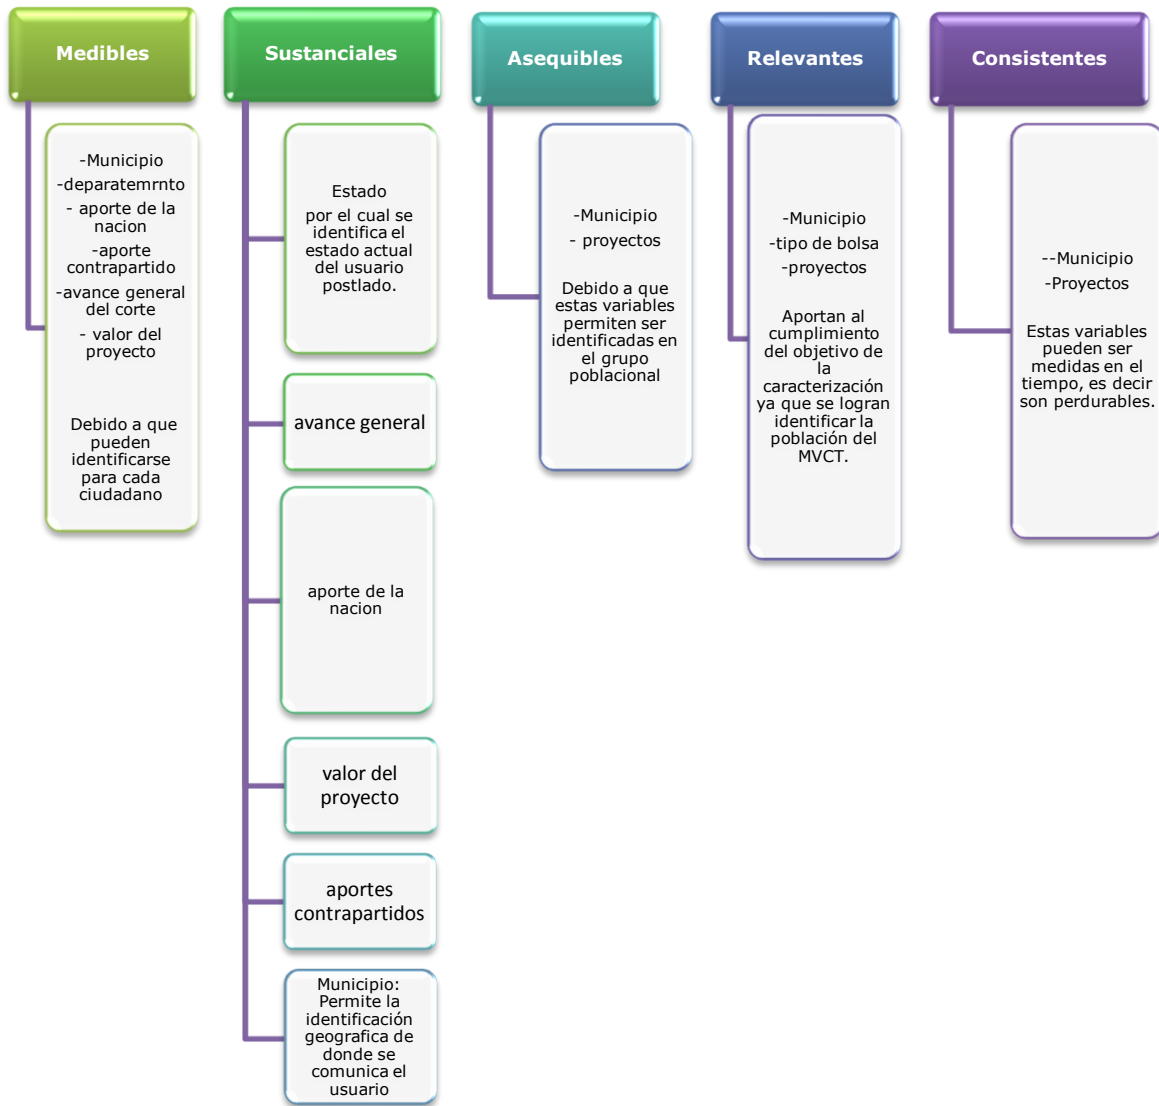 Medibles
-Municipio
-deparatemrnto
- aporte de la
nacion
-aporte
contrapartido
-avance general
del corte
- valor del
proyecto
Debido a que
pueden
identificarse
para cada
ciudadano
Sustanciales
Estado
por el cual se
identifica el
estado actual
del usuario
postlado.
avance general
aporte de la
nacion
valor del
proyecto
aportes
contrapartidos
Municipio:
Permite la
identificación
geografica de
donde se
comunica el
usuario
Asequibles
-Municipio
- proyectos
Debido a que
estas variables
permiten ser
identificadas en
el grupo
poblacional
Relevantes
-Municipio
-tipo de bolsa
-proyectos
Aportan al
cumplimiento
del objetivo de
la
caracterización
ya que se logran
identificar la
población del
MVCT.
Consistentes
--Municipio
-Proyectos
Estas variables
pueden ser
medidas en el
tiempo, es decir
son perdurables.